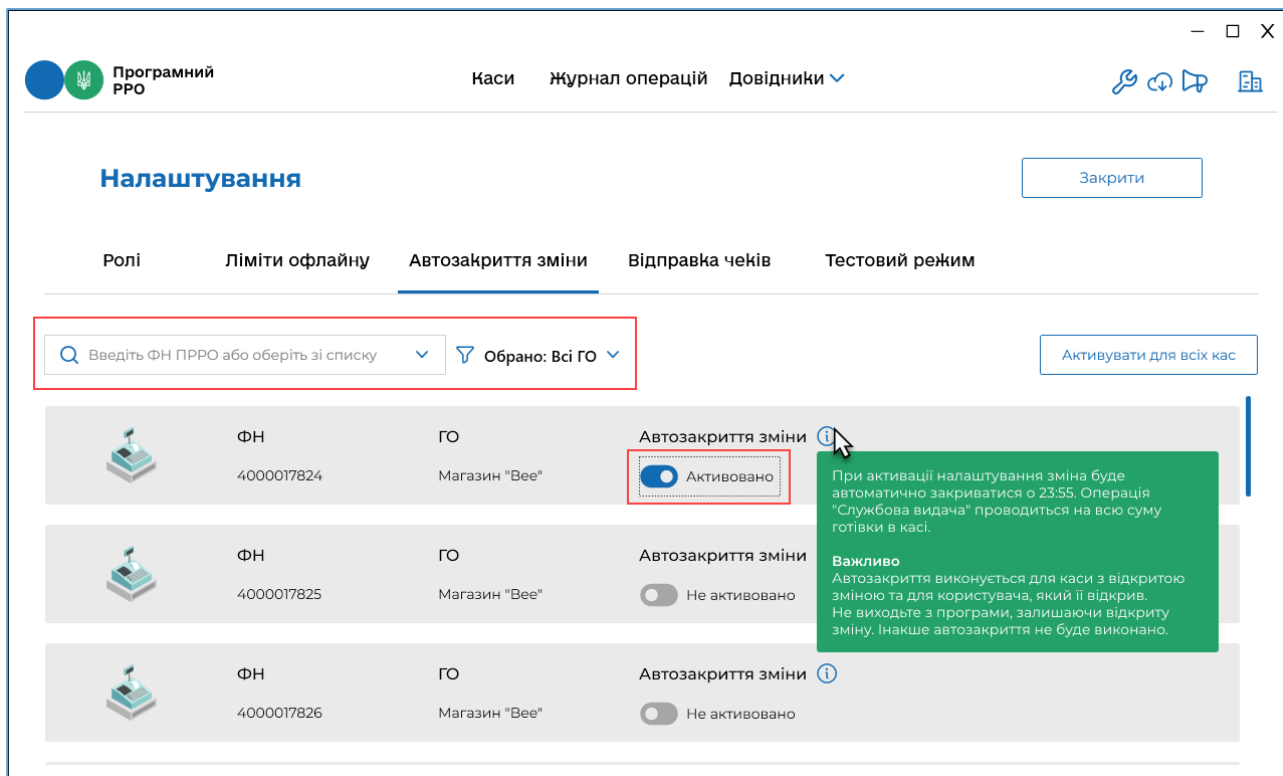 Програмний
РРО
Каси Журнал операцій Довідники
Налаштування
Закрити
Ролі Ліміти офлайну Автозакриття зміни Відправка чеків Тестовий режим
Введіть ФН ПРРО або оберіть зі списку
Обрано: Всі ГО
Активувати для всіх кас
ФН ГО Автозакриття зміни
4000017824 Магазин "Bee" Активовано
При активації налаштування зміна буде
автоматично закриватися о 23:55. Операція
"Службова видача" проводиться на всю суму
готівки в касі.
Важливо
Автозакриття виконується для каси з відкритою
зміною та для користувача, який її відкрив.
Не виходьте з програми, залишаючи відкриту
зміну. Інакше автозакриття не буде виконано.
ФН ГО Автозакриття зміни
4000017825 Магазин "Bee" Не активовано
ФН ГО Автозакриття зміни
4000017826 Магазин "Bee" Не активовано